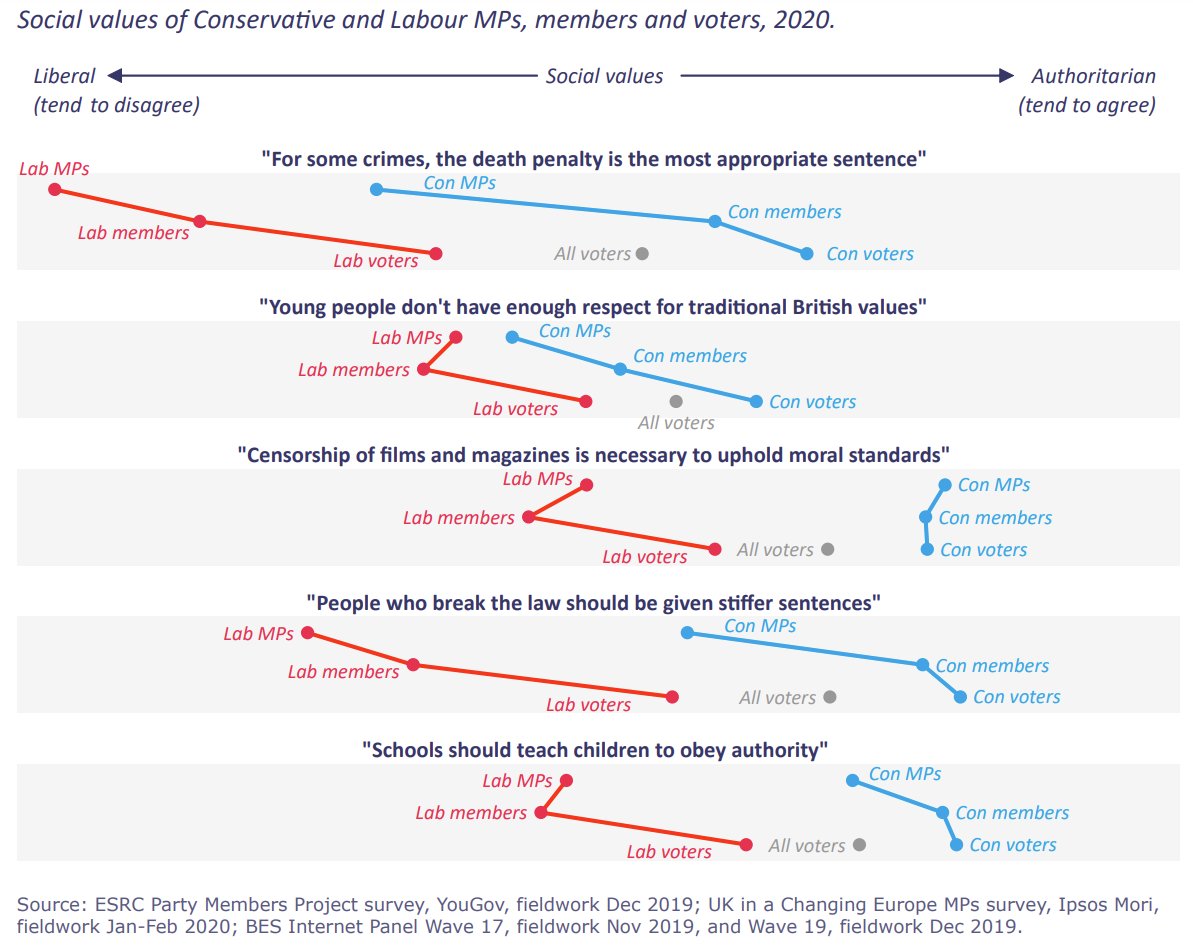 Social values of Conservative and Labour MPs, members and voters, 2020.
Liberal
Social values
Authoritarian
(tend to disagree)
(tend to agree)
"For some crimes, the death penalty is the most appropriate sentence"
Lab MPs
Con MPs
Con members
Lab members
Lab voters
All voters
Con voters
"Young people don't have enough respect for traditional British values"
Lab MPs
Con MPs
Con members
Lab members
Lab voters
All voters
Con voters
"Censorship of films and magazines is necessary to uphold moral standards"
Lab MPs
Con MPs
Lab members
Con members
Lab voters
All voters
Con voters
"People who break the law should be given stiffer sentences"
Lab MPs
Con MPs
Lab members
Con members
Lab voters
All voters
Con voters
"Schools should teach children to obey authority"
Lab MPs
Con MPs
Lab members
Con members
Lab voters
All voters
Con voters
Source: ESRC Party Members Project survey, YouGov, fieldwork Dec 2019; UK in a Changing Europe MPs survey, Ipsos Mori,
fieldwork Jan-Feb 2020; BES Internet Panel Wave 17, fieldwork Nov 2019, and Wave 19, fieldwork Dec 2019.